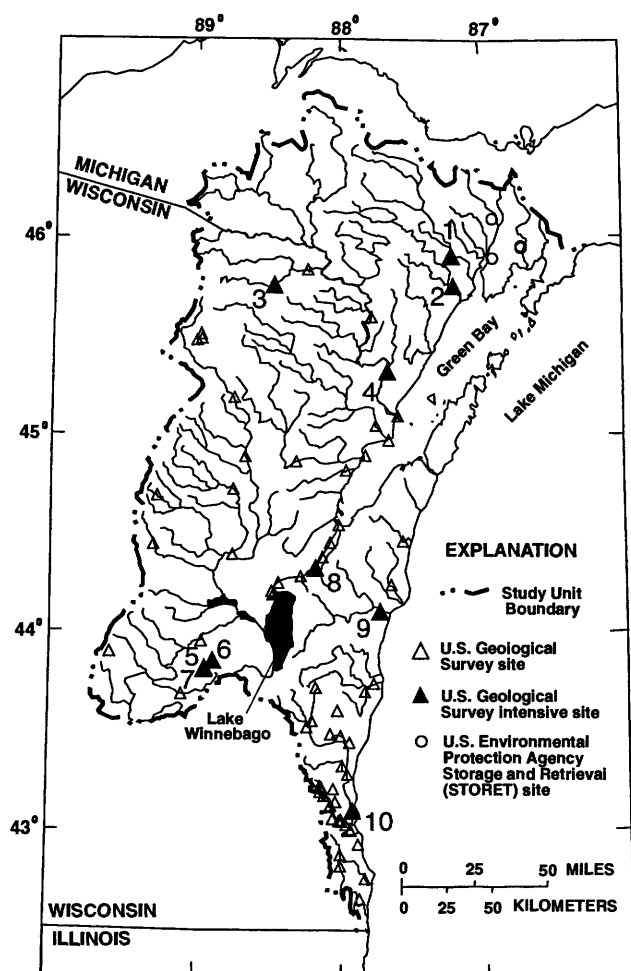 89°
88°
87°
MICHIGAN
WISCONSIN
46°
1
2
3
Green Bay
Lake Michigan
4
45°
EXPLANATION
Study Unit
Boundary
8
9
44°
5
6
7
U.S. Geological
Survey site
U.S. Geological
Survey intensive site
Lake
Winnebago
U.S. Environmental
Protection Agency
Storage and Retrieval
(STORET) site
43°
10
0 25 50 MILES
0 25 50 KILOMETERS
WISCONSIN
ILLINOIS